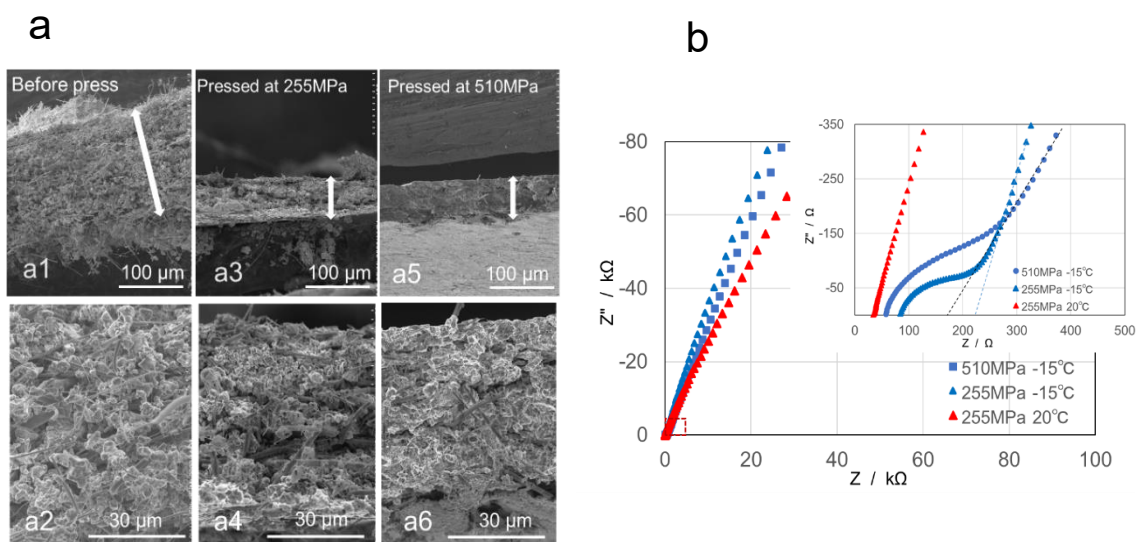 a
b
Before press
Pressed at 255MPa
Pressed at 510MPa
a1
100 µm
a3
100 µm
a5
100 µm
a2
30 µm
a4
30 µm
a6
30 µm
-80
-60
-40
-20
0
Z" / kΩ
0
20
40
60
80
100
Z / kΩ
510MPa -15℃
255MPa -15℃
255MPa 20℃
-350
-250
-150
-50
Z" / Ω
0
100
200
300
400
500
Z / Ω
510MPa -15℃
255MPa -15℃
255MPa 20℃